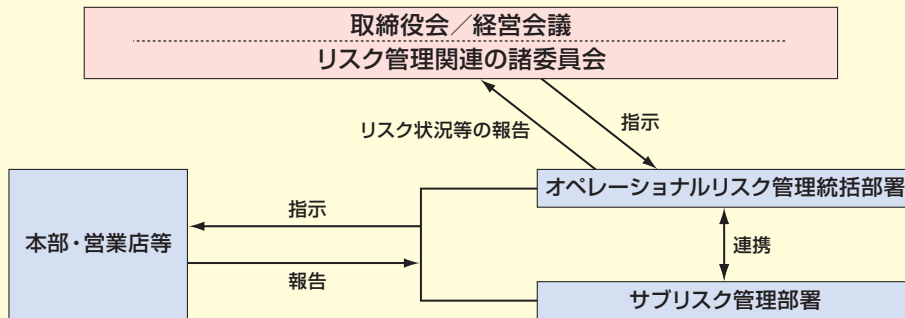 取締役会／経営会議
リスク管理関連の諸委員会
リスク状況等の報告
指示
オペレーショナルリスク管理統括部署
指示
本部・営業店等
連携
報告
サブリスク管理部署